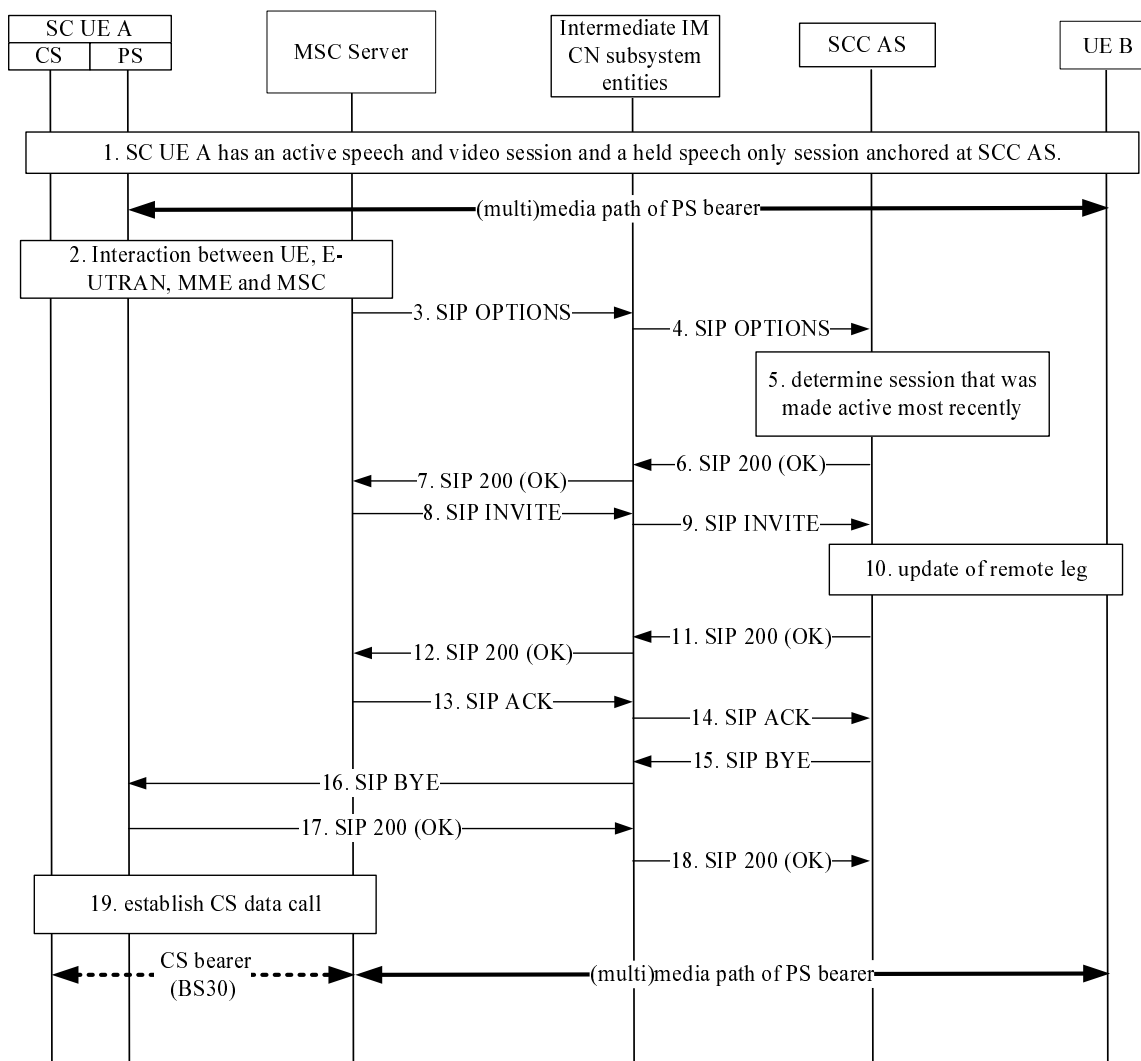 SC UE A
CS
PS
MSC Server
Intermediate IM
CN subsystem
entities
SCC AS
UE B
1. SC UE A has an active speech and video session and a held speech only session anchored at SCC AS.
(multi)media path of PS bearer
2. Interaction between UE, E-
UTRAN, MME and MSC
3. SIP OPTIONS
4. SIP OPTIONS
5. determine session that was
made active most recently
6. SIP 200 (OK)
7. SIP 200 (OK)
8. SIP INVITE
9. SIP INVITE
10. update of remote leg
11. SIP 200 (OK)
12. SIP 200 (OK)
13. SIP ACK
14. SIP ACK
15. SIP BYE
16. SIP BYE
17. SIP 200 (OK)
18. SIP 200 (OK)
19. establish CS data call
CS bearer
(BS30)
(multi)media path of PS bearer